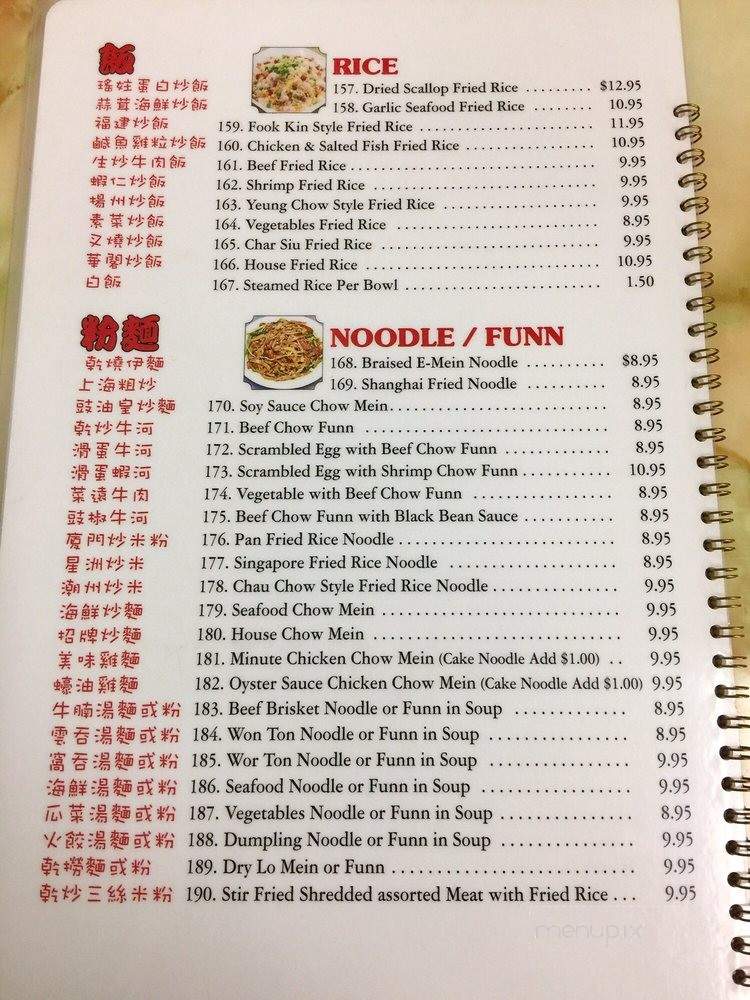 飯 RICE
瑤柱蛋白炒飯 157. Dried Scallop Fried Rice $12.95
蒜茸海鮮炒飯 158. Garlic Seafood Fried Rice 10.95
福建炒飯 159. Fook Kin Style Fried Rice 11.95
鹹魚雞粒炒飯 160. Chicken & Salted Fish Fried Rice 10.95
生炒牛肉飯 161. Beef Fried Rice 9.95
蝦仁炒飯 162. Shrimp Fried Rice 9.95
揚州炒飯 163. Yeung Chow Style Fried Rice 9.95
素菜炒飯 164. Vegetables Fried Rice 8.95
叉燒炒飯 165. Char Siu Fried Rice 9.95
華閣炒飯 166. House Fried Rice 10.95
白飯 167. Steamed Rice Per Bowl 1.50
粉麵 NOODLE / FUNN
乾燒伊麵 168. Braised E-Mein Noodle $8.95
上海粗炒 169. Shanghai Fried Noodle 8.95
豉油皇炒麵 170. Soy Sauce Chow Mein 8.95
乾炒牛河 171. Beef Chow Funn 8.95
滑蛋牛河 172. Scrambled Egg with Beef Chow Funn 8.95
滑蛋蝦河 173. Scrambled Egg with Shrimp Chow Funn 10.95
菜遠牛肉 174. Vegetable with Beef Chow Funn 8.95
豉椒牛河 175. Beef Chow Funn with Black Bean Sauce 8.95
廈門炒米粉 176. Pan Fried Rice Noodle 8.95
星洲炒米 177. Singapore Fried Rice Noodle 8.95
潮州炒米 178. Chau Chow Style Fried Rice Noodle 9.95
海鮮炒麵 179. Seafood Chow Mein 9.95
招牌炒麵 180. House Chow Mein 9.95
美味雞麵 181. Minute Chicken Chow Mein (Cake Noodle Add $1.00) 9.95
蠔油雞麵 182. Oyster Sauce Chicken Chow Mein (Cake Noodle Add $1.00) 9.95
牛腩湯麵或粉 183. Beef Brisket Noodle or Funn in Soup 8.95
雲吞湯麵或粉 184. Won Ton Noodle or Funn in Soup 8.95
窩吞湯麵或粉 185. Wor Ton Noodle or Funn in Soup 9.95
海鮮湯麵或粉 186. Seafood Noodle or Funn in Soup 9.95
瓜菜湯麵或粉 187. Vegetables Noodle or Funn in Soup 8.95
水餃湯麵或粉 188. Dumpling Noodle or Funn in Soup 9.95
乾撈麵或粉 189. Dry Lo Mein or Funn 9.95
乾炒三絲米粉 190. Stir Fried Shredded assorted Meat with Fried Rice 9.95
menupix